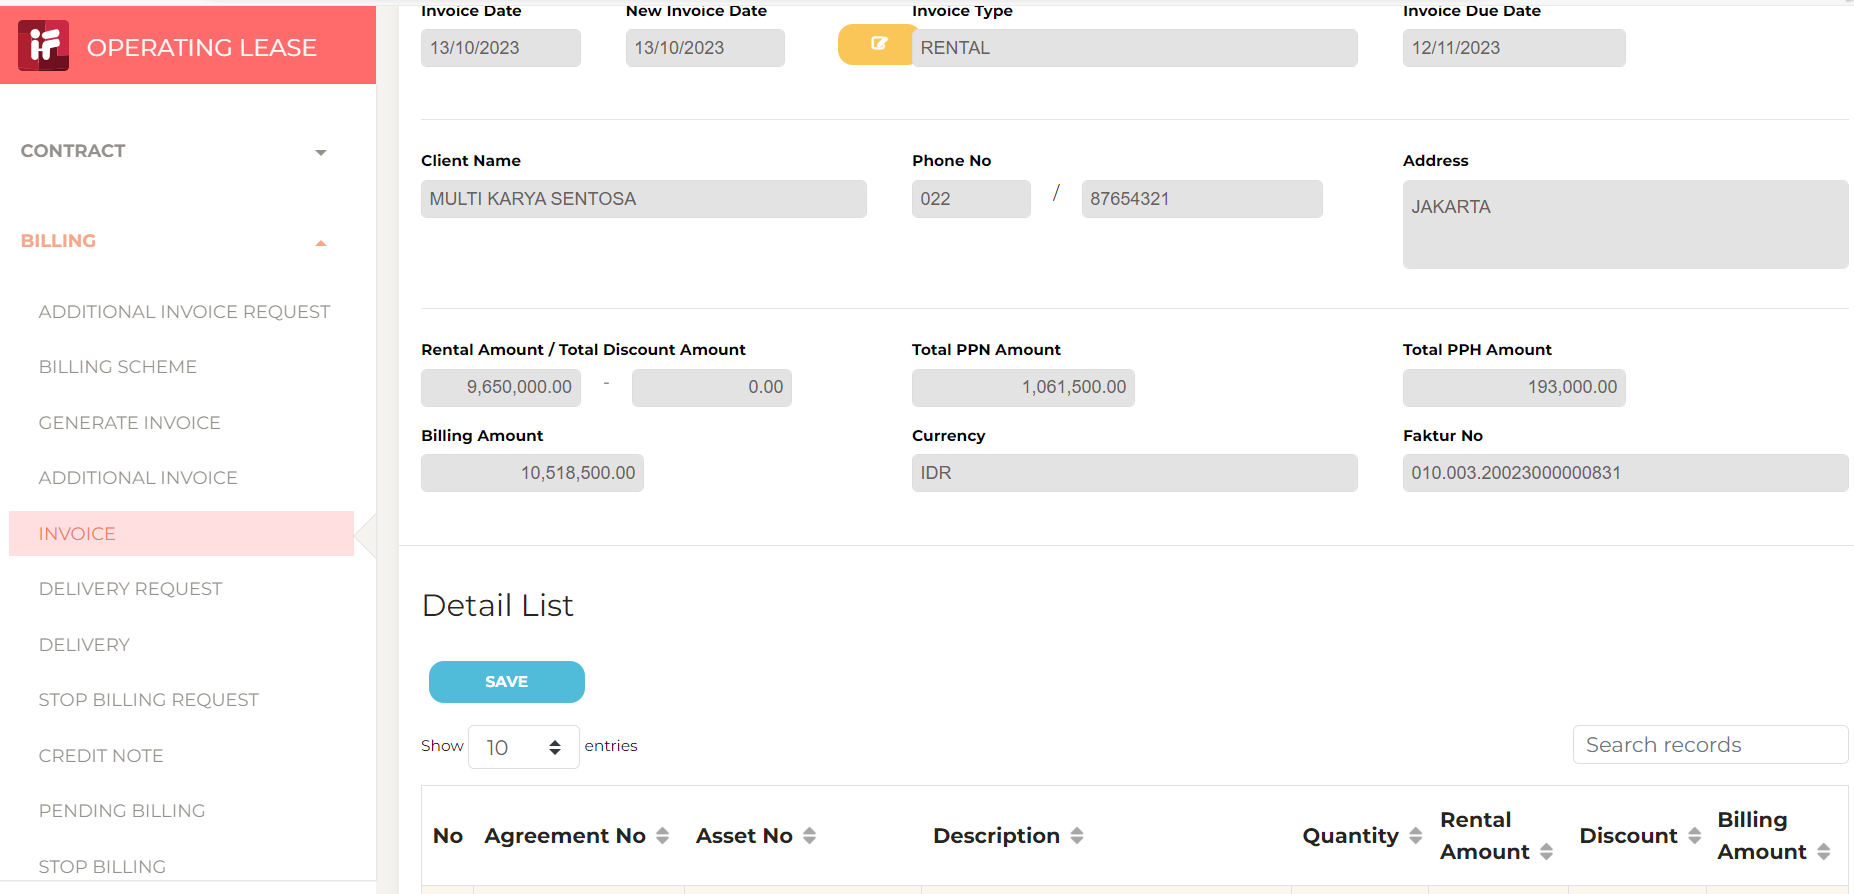 OPERATING LEASE
CONTRACT
BILLING
ADDITIONAL INVOICE REQUEST
BILLING SCHEME
GENERATE INVOICE
ADDITIONAL INVOICE
INVOICE
DELIVERY REQUEST
DELIVERY
STOP BILLING REQUEST
CREDIT NOTE
PENDING BILLING
STOP BILLING
Invoice Date New Invoice Date Invoice Type Invoice Due Date
13/10/2023 13/10/2023 RENTAL 12/11/2023
Client Name Phone No Address
MULTI KARYA SENTOSA 022 / 87654321 JAKARTA
Rental Amount / Total Discount Amount Total PPN Amount Total PPH Amount
9,650,000.00 - 0.00 1,061,500.00 193,000.00
Billing Amount Currency Faktur No
10,518,500.00 IDR 010.003.20023000000831
Detail List
SAVE
Show 10 entries Search records
No Agreement No Asset No Description Quantity Rental Amount Discount Billing Amount